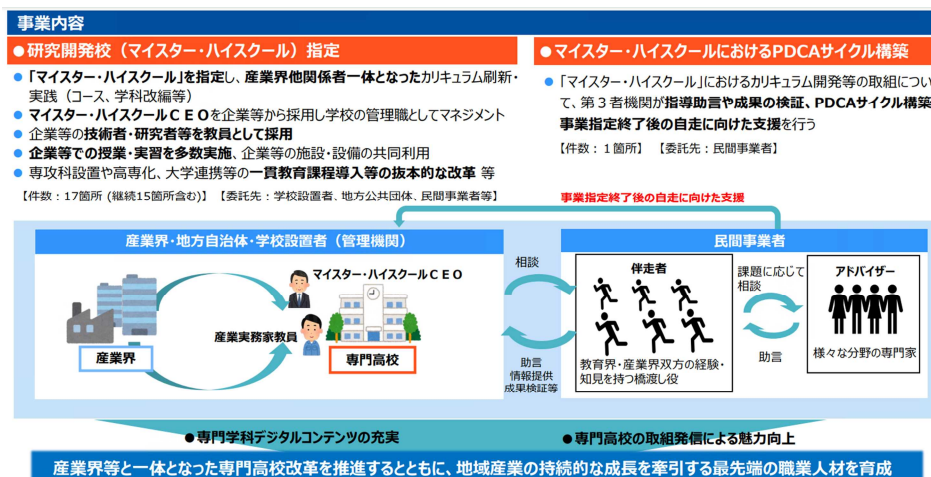 事業内容
●研究開発校(マイスター・ハイスクール)指定
● 「マイスター・ハイスクール」を指定し、産業界他関係者一体となったカリキュラム刷新・
実践(コース、学科改編等)
● マイスター・ハイスクールCEOを企業等から採用し学校の管理職としてマネジメント
● 企業等の技術者・研究者等を教員として採用
● 企業等での授業・実習を多数実施、企業等の施設・設備の共同利用
● 専攻科設置や高専化、大学連携等の一貫教育課程導入等の抜本的な改革 等
【件数:17箇所 (継続15箇所含む)】【委託先:学校設置者、地方公共団体、民間事業者等】
●マイスター・ハイスクールにおけるPDCAサイクル構築
● 「マイスター・ハイスクール」におけるカリキュラム開発等の取組につい
て、第3者機関が指導助言や成果の検証、PDCAサイクル構築
事業指定終了後の自走に向けた支援を行う
【件数:1箇所】【委託先:民間事業者】
事業指定終了後の自走に向けた支援
産業界・地方自治体・学校設置者(管理機関)
マイスター・ハイスクールCEO
産業実務家教員
産業界
専門高校
相談
助言
情報提供
成果検証等
民間事業者
伴走者
教育界・産業界双方の経験・
知見を持つ橋渡し役
課題に応じて
相談
助言
アドバイザー
様々な分野の専門家
●専門学科デジタルコンテンツの充実
●専門高校の取組発信による魅力向上
産業界等と一体となった専門高校改革を推進するとともに、地域産業の持続的な成長を牽引する最先端の職業人材を育成